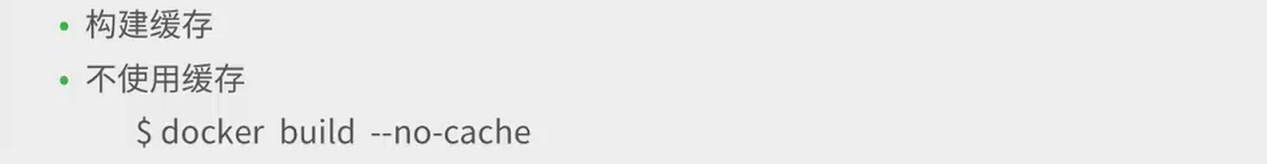 • 构建缓存
• 不使用缓存
$ docker build --no-cache